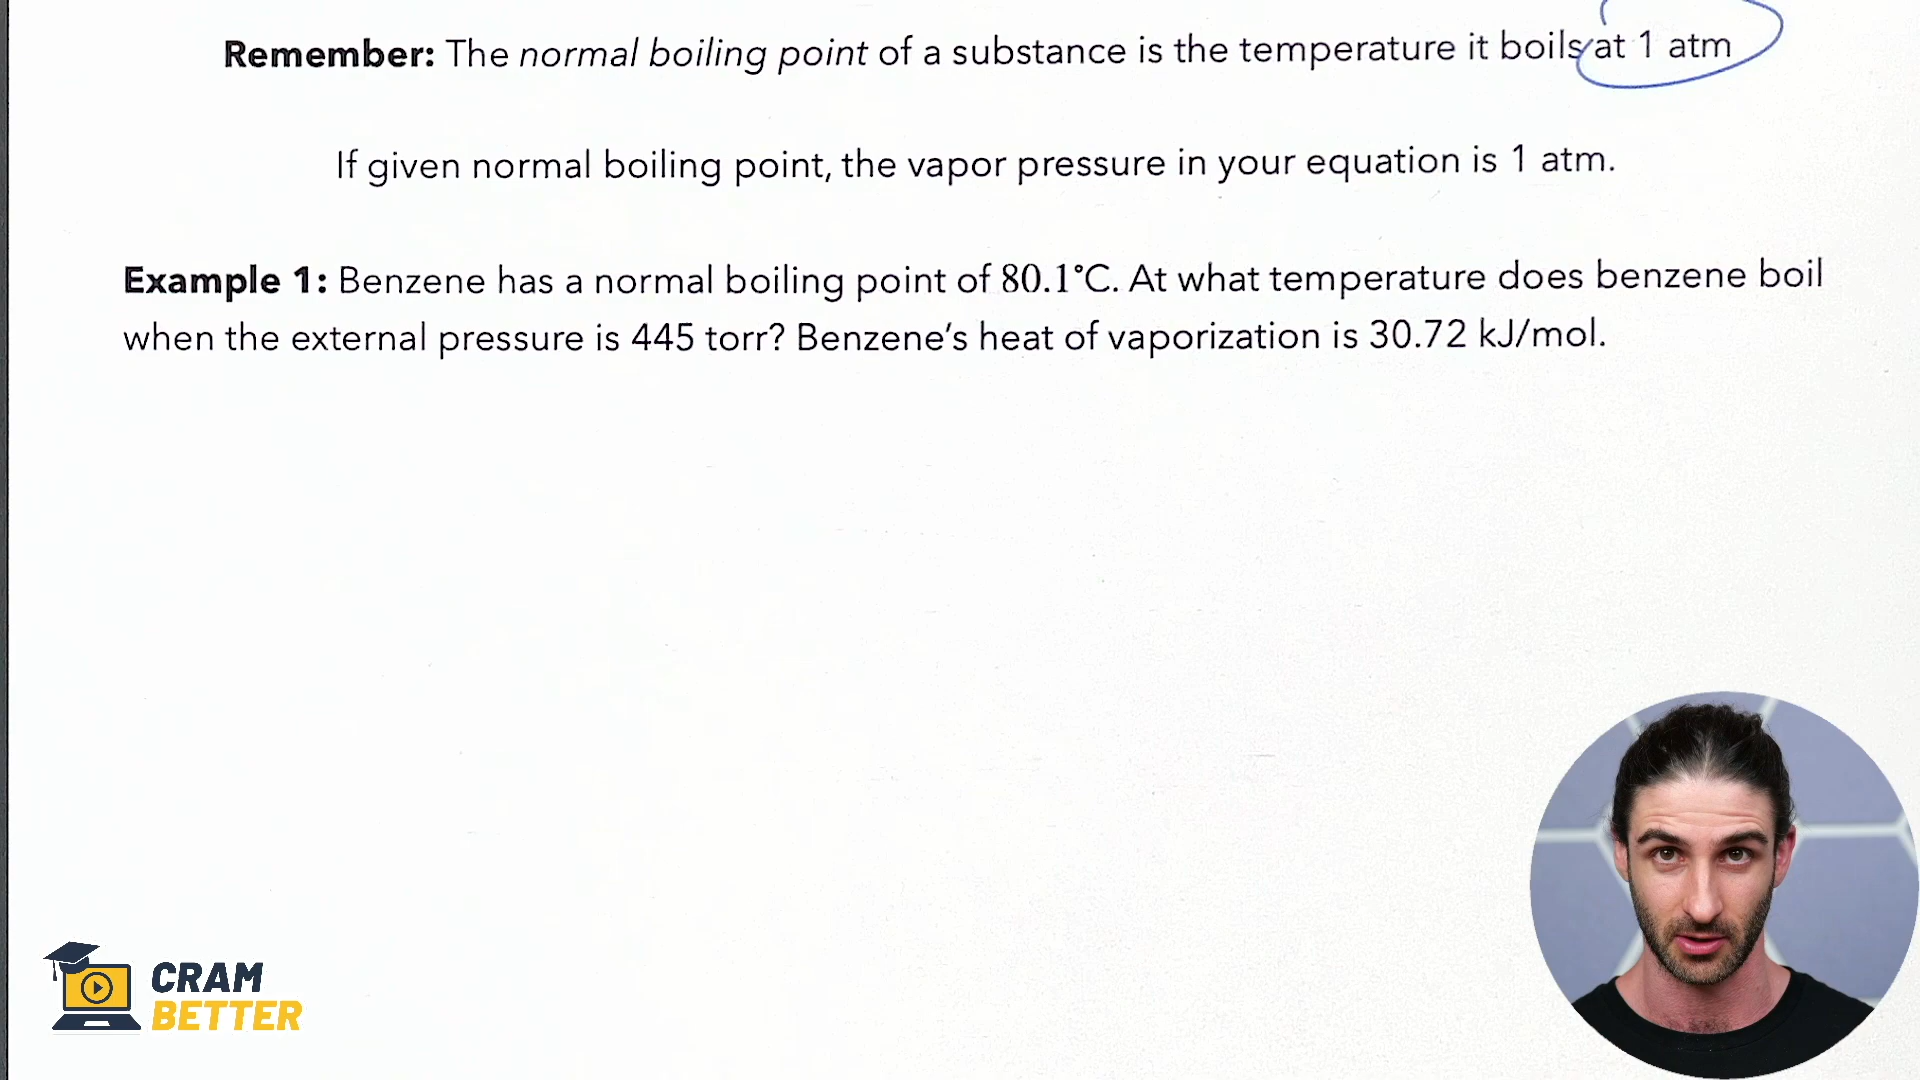 Remember: The normal boiling point of a substance is the temperature it boils at 1 atm
If given normal boiling point, the vapor pressure in your equation is 1 atm.
Example 1: Benzene has a normal boiling point of 80.1°C. At what temperature does benzene boil
when the external pressure is 445 torr? Benzene’s heat of vaporization is 30.72 kJ/mol.
CRAM
BETTER